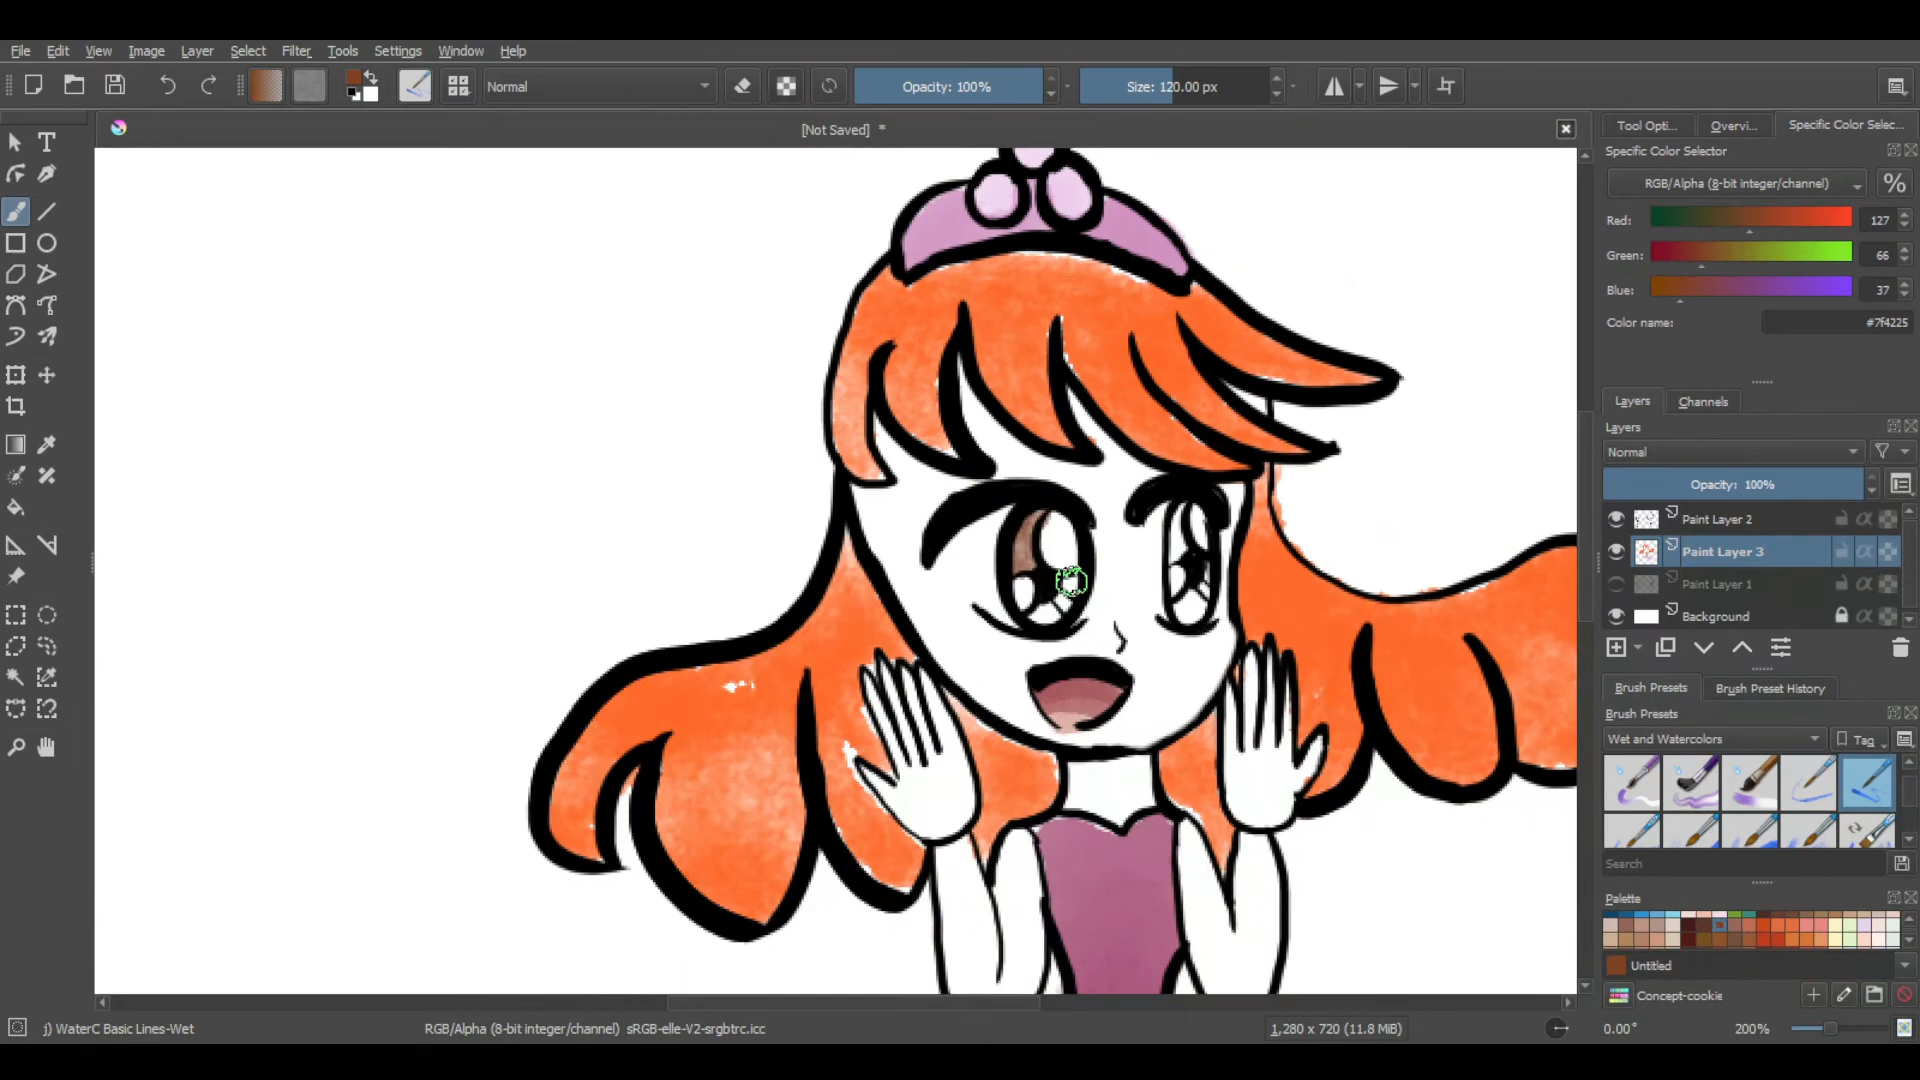 File Edit View Image Layer Select Filter Tools Settings Window Help
Normal Opacity: 100% Size: 120.00 px
[Not Saved] *
Tool Opti... Overvi... Specific Color Selec...
Specific Color Selector
RGB/Alpha (8-bit integer/channel) %
Red: 127
Green: 66
Blue: 37
Color name: #7f4225
Layers Channels
Layers
Normal
Opacity: 100%
Paint Layer 2
Paint Layer 3
Paint Layer 1
Background
Brush Presets Brush Preset History
Brush Presets
Wet and Watercolors Tag
Search
Palette
Untitled
Concept-cookie
j) WaterC Basic Lines-Wet RGB/Alpha (8-bit integer/channel) sRGB-elle-V2-srgbtrc.icc 1,280 x 720 (11.8 MiB) 0.00° 200%